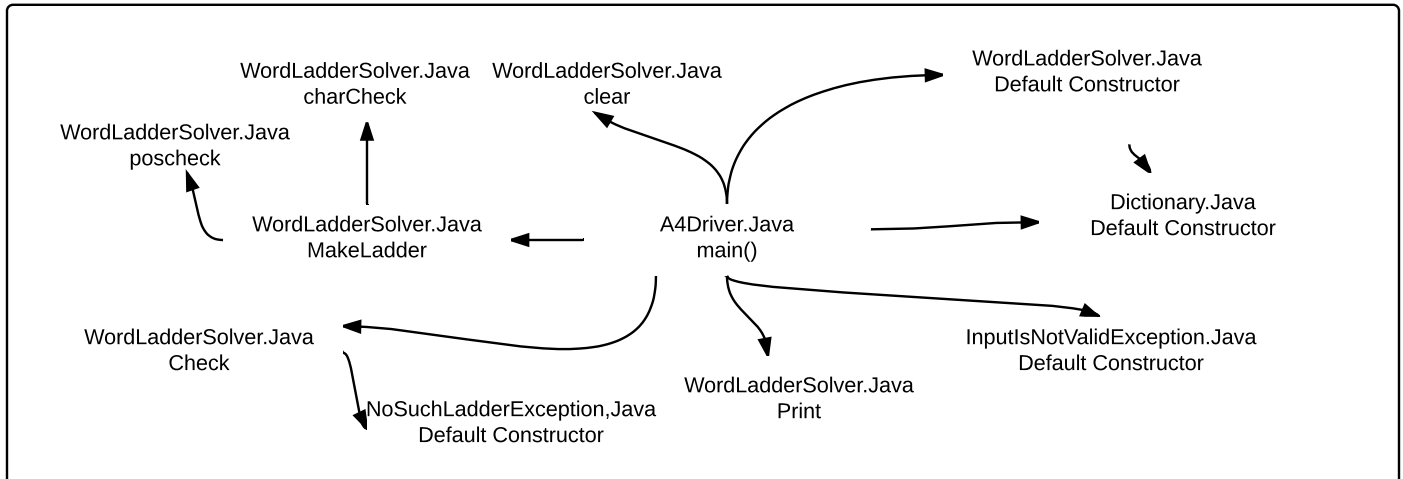 WordLadderSolver.Java
Default Constructor
WordLadderSolver.Java
charCheck
WordLadderSolver.Java
clear
WordLadderSolver.Java
poscheck
Dictionary.Java
Default Constructor
WordLadderSolver.Java
MakeLadder
A4Driver.Java
main()
WordLadderSolver.Java
Check
InputIsNotValidException.Java
Default Constructor
WordLadderSolver.Java
Print
NoSuchLadderException,Java
Default Constructor